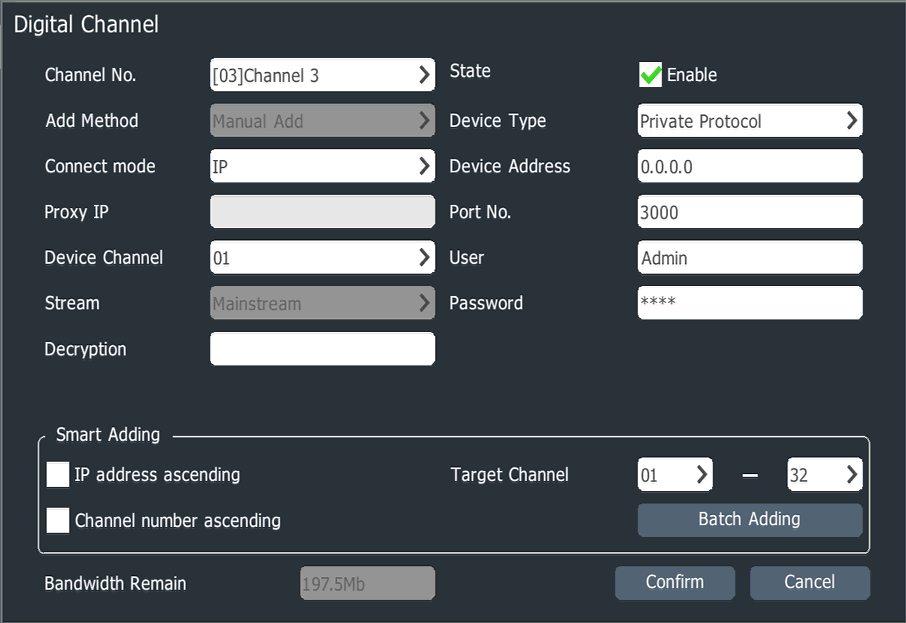 Digital Channel
Channel No. [03]Channel 3 State Enable
Add Method Manual Add Device Type Private Protocol
Connect mode IP Device Address 0.0.0.0
Proxy IP Port No. 3000
Device Channel 01 User Admin
Stream Mainstream Password ****
Decryption
Smart Adding
IP address ascending Target Channel 01 — 32
Channel number ascending Batch Adding
Bandwidth Remain 197.5Mb Confirm Cancel